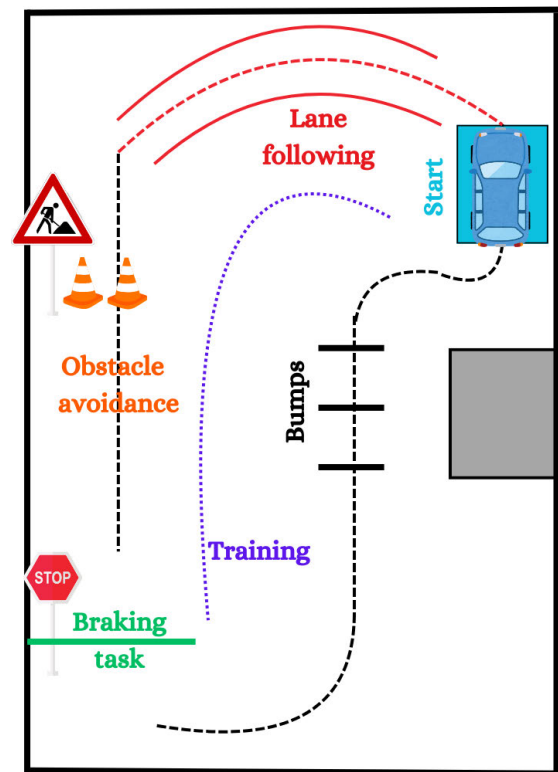 Lane
following
Start
Obstacle
avoidance
Bumps
Training
STOP
Braking
task